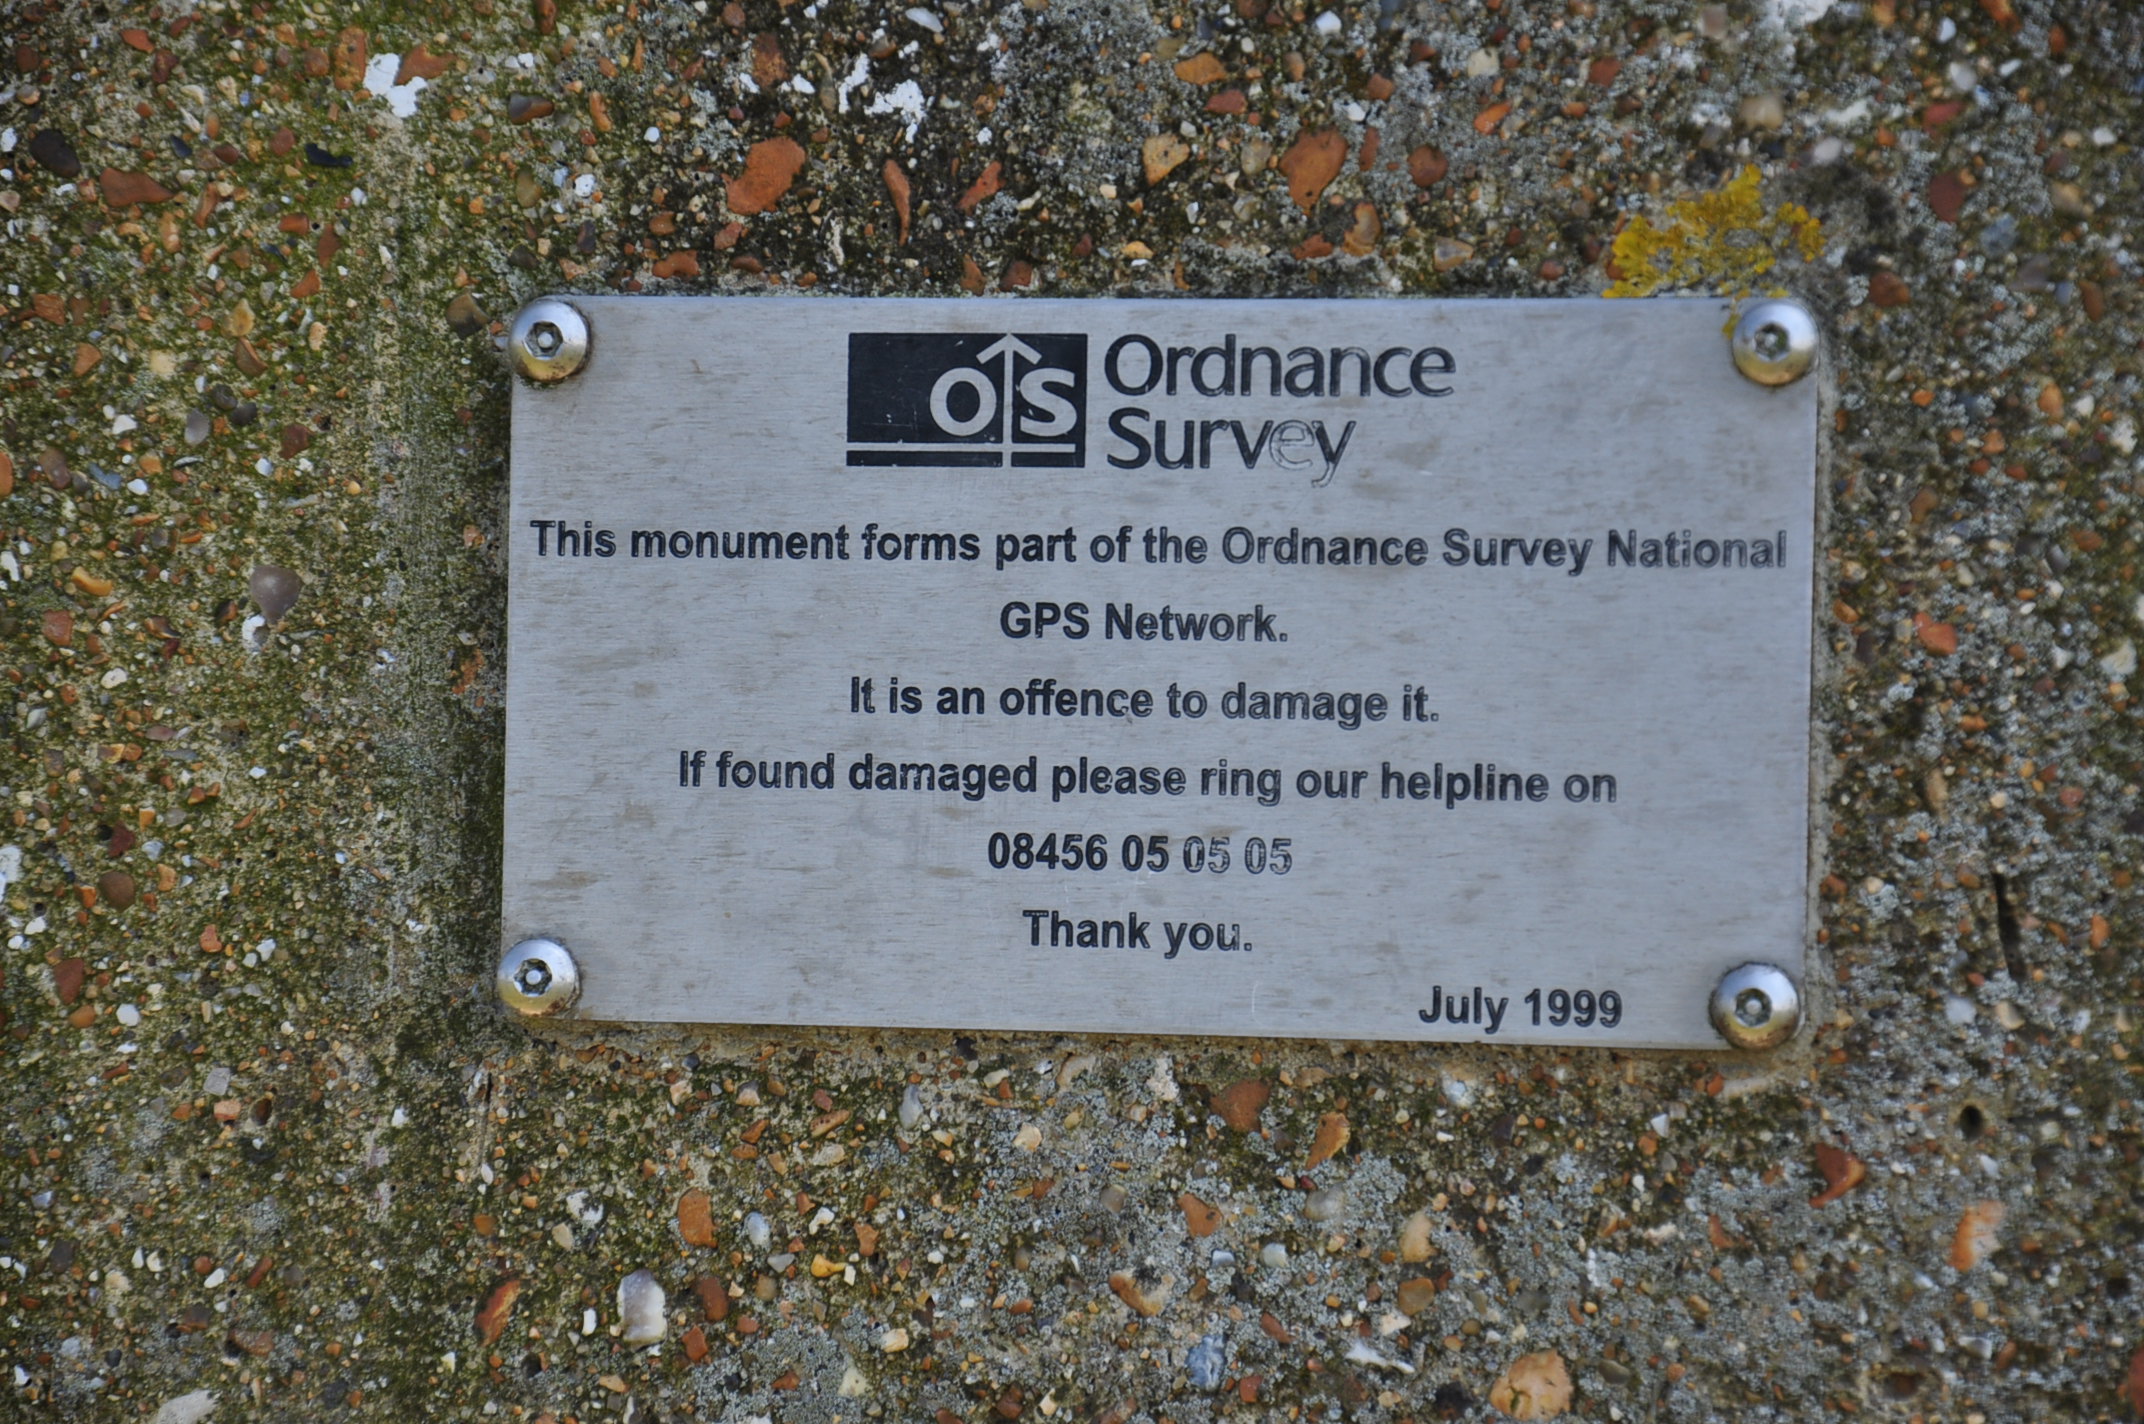 OS Ordnance
Survey
This monument forms part of the Ordnance Survey National
GPS Network.
It is an offence to damage it.
If found damaged please ring our helpline on
08456 05 05 05
Thank you.
July 1999